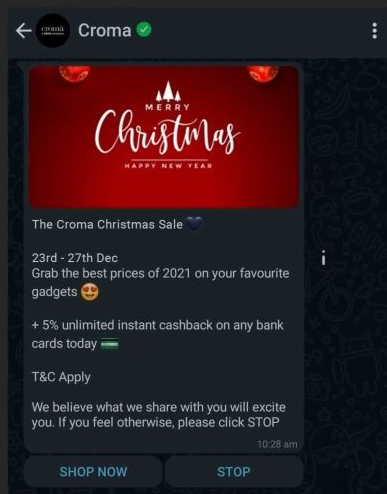 croma
Croma
MERRY
Christmas
HAPPY NEW YEAR
The Croma Christmas Sale 🖤
23rd - 27th Dec
Grab the best prices of 2021 on your favourite
gadgets 😍
+ 5% unlimited instant cashback on any bank
cards today 💳
T&C Apply
We believe what we share with you will excite
you. If you feel otherwise, please click STOP
10:28 am
SHOP NOW
STOP